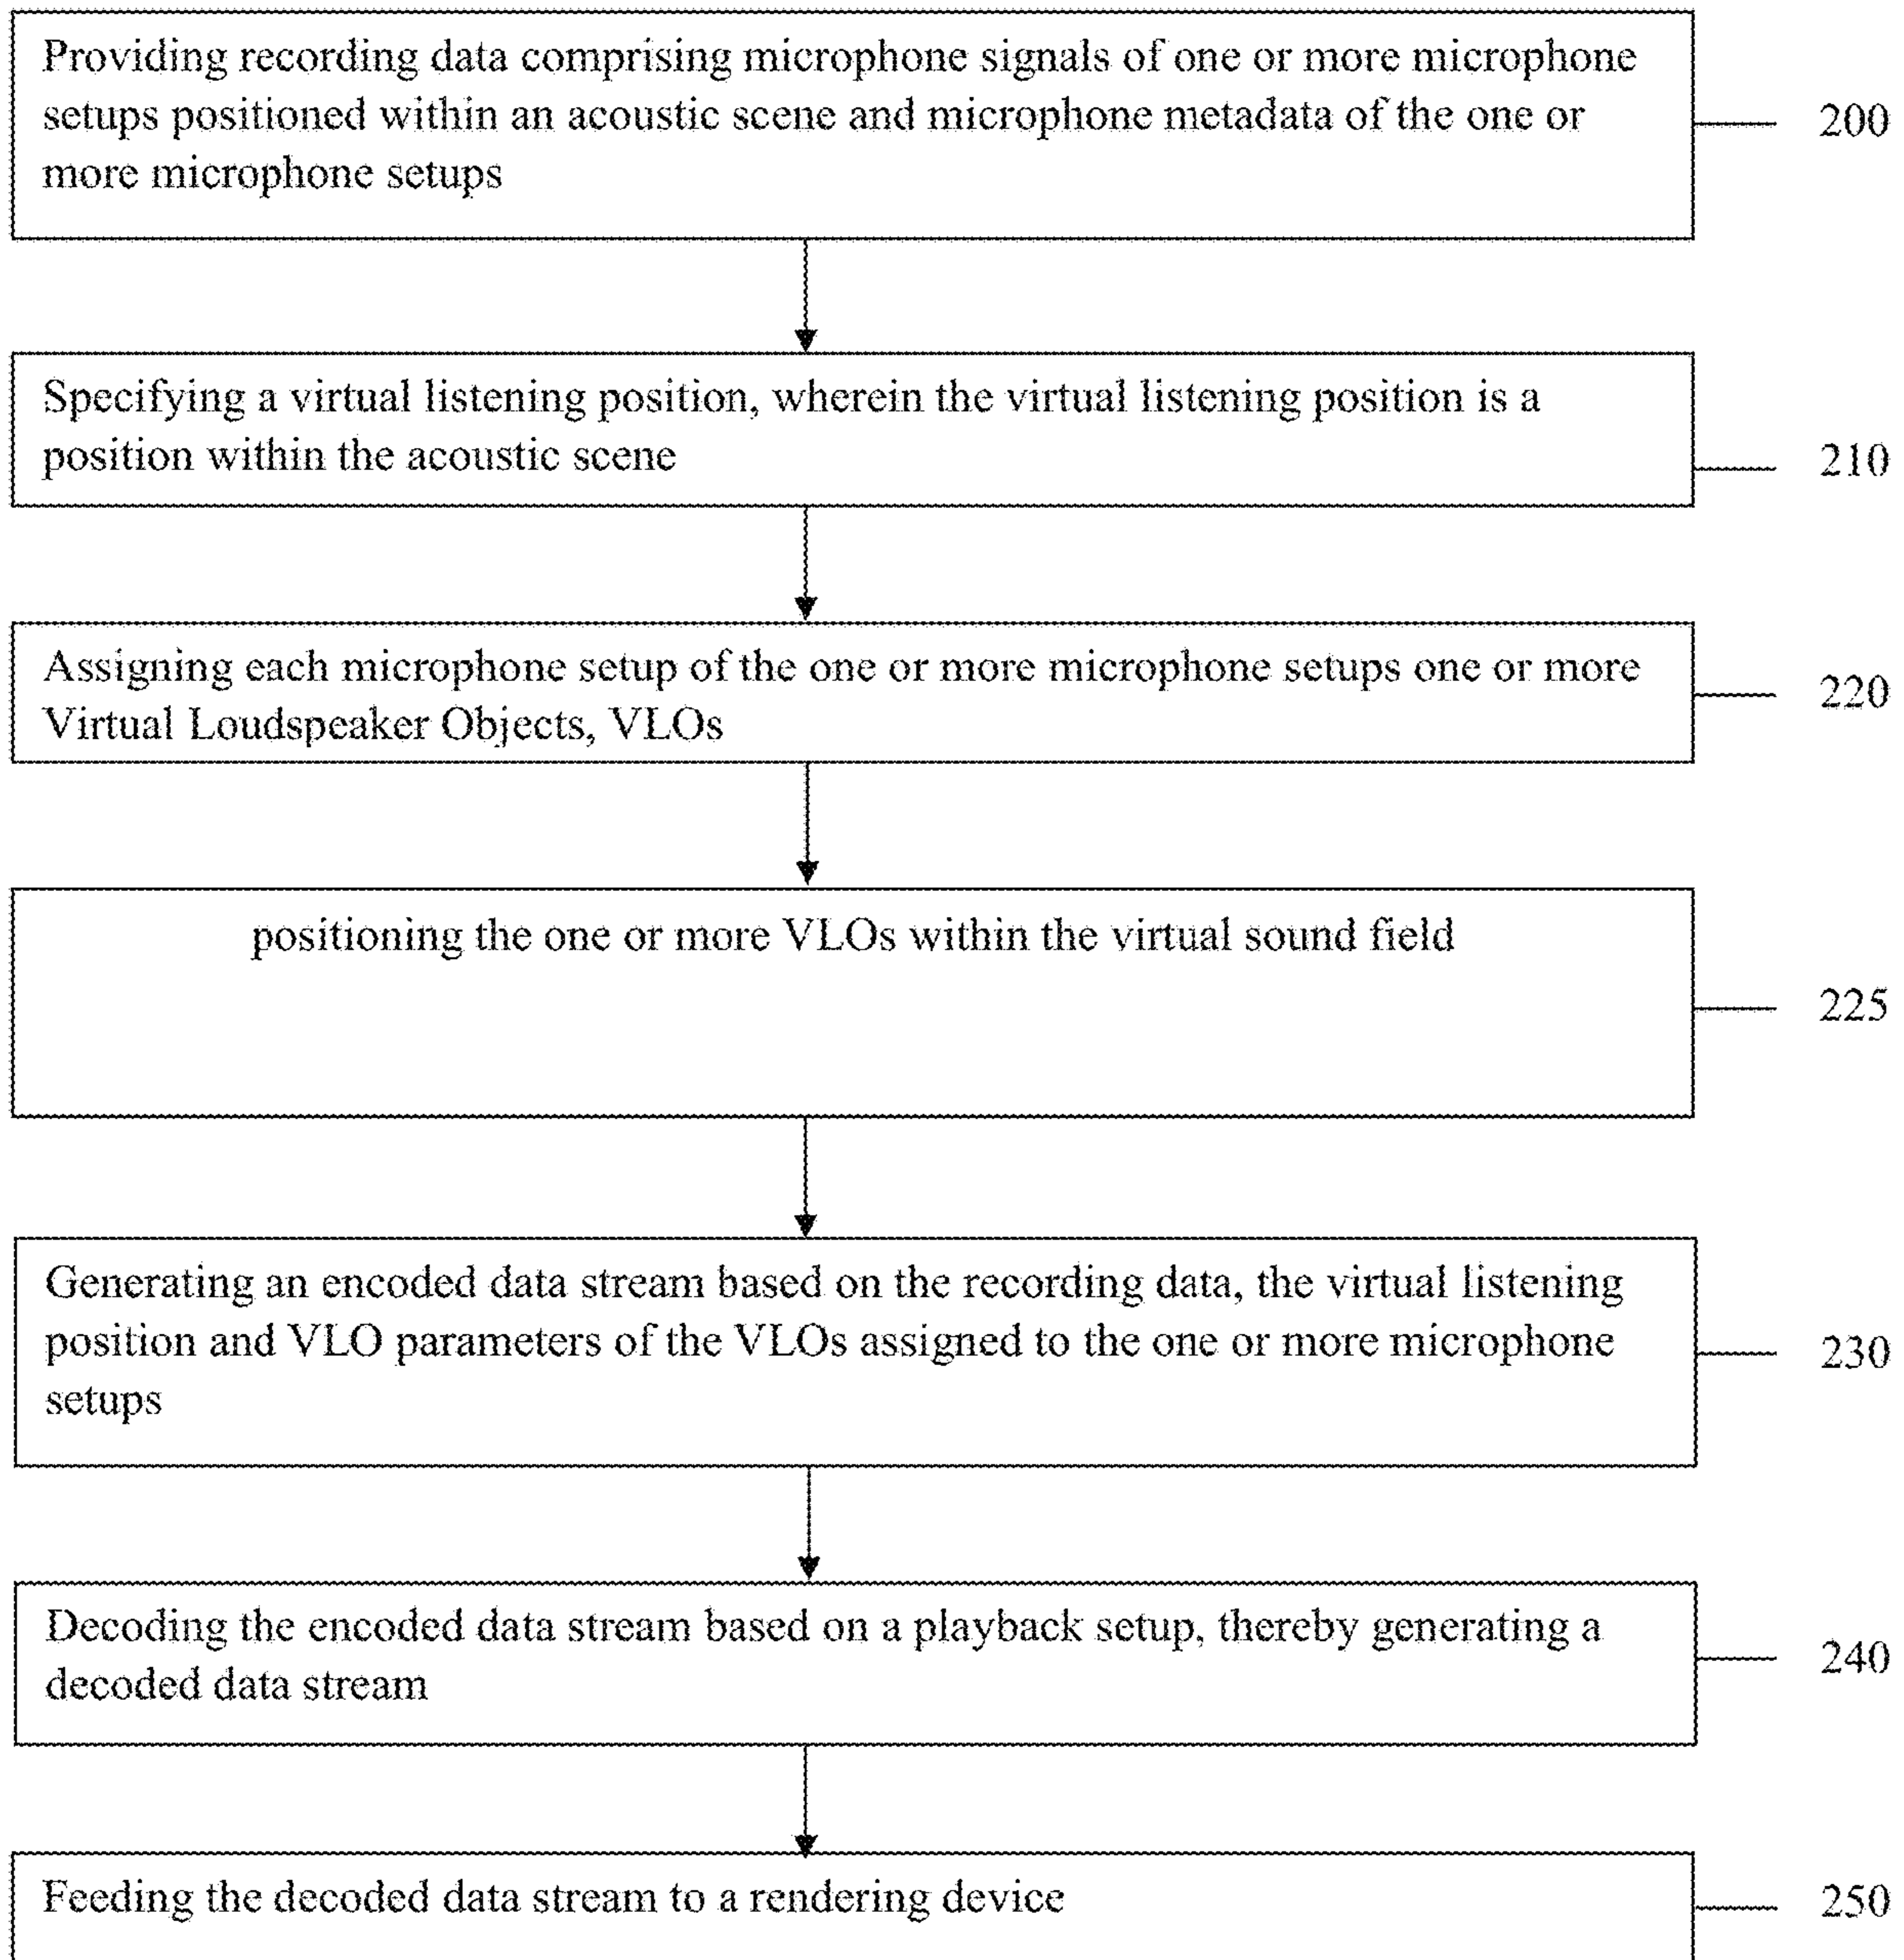 Providing recording data comprising microphone signals of one or more microphone
setups positioned within an acoustic scene and microphone metadata of the one or
more microphone setups
200
Specifying a virtual listening position, wherein the virtual listening position is a
position within the acoustic scene
210
Assigning each microphone setup of the one or more microphone setups one or more
Virtual Loudspeaker Objects, VLOs
220
positioning the one or more VLOs within the virtual sound field
225
Generating an encoded data stream based on the recording data, the virtual listening
position and VLO parameters of the VLOs assigned to the one or more microphone
setups
230
Decoding the encoded data stream based on a playback setup, thereby generating a
decoded data stream
240
Feeding the decoded data stream to a rendering device
250